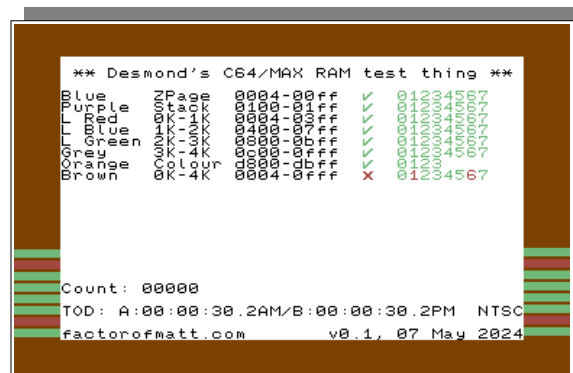 ** Desmond's C64/MAX RAM test thing **
Blue ZPage 0004-00ff ✓ 01234567
Purple Stack 0100-01ff ✓ 01234567
L Red 0K-1K 0004-03ff ✓ 01234567
L Blue 1K-2K 0400-07ff ✓ 01234567
L Green 2K-3K 0800-0bff ✓ 01234567
Grey 3K-4K 0c00-0fff ✓ 01234567
Orange Colour d800-dbff ✓ 0123
Brown 0K-4K 0004-0fff x 01234567
Count: 00000
TOD: A:00:00:30.2AM/B:00:00:30.2PM NTSC
factorofmatt.com v0.1, 07 May 2024